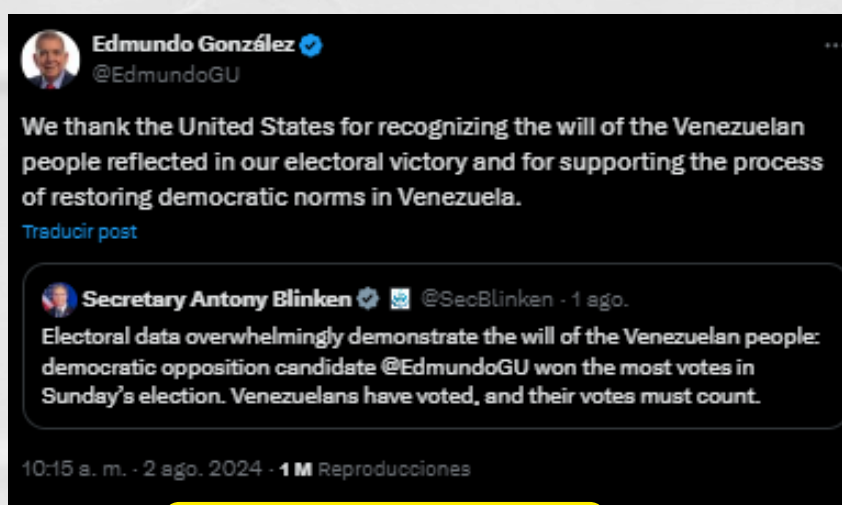 Edmundo González
@EdmundoGU
We thank the United States for recognizing the will of the Venezuelan
people reflected in our electoral victory and for supporting the process
of restoring democratic norms in Venezuela.
Traducir post
Secretary Antony Blinken @SecBlinken · 1 ago.
Electoral data overwhelmingly demonstrate the will of the Venezuelan people:
democratic opposition candidate @EdmundoGU won the most votes in
Sunday's election. Venezuelans have voted, and their votes must count.
10:15 a. m. · 2 ago. 2024 · 1 M Reproducciones